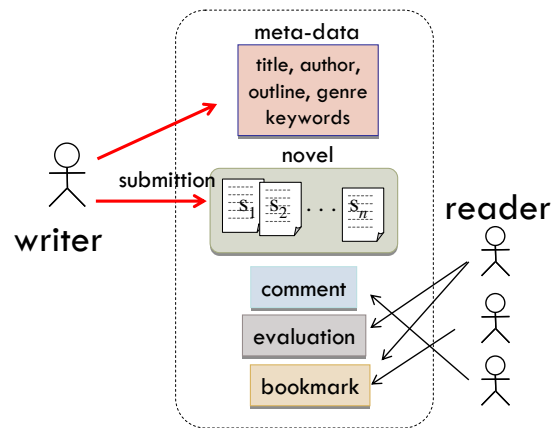 meta-data
title, author,
outline, genre
keywords
novel
submittion
s1 s2 . . . sn
writer
reader
comment
evaluation
bookmark